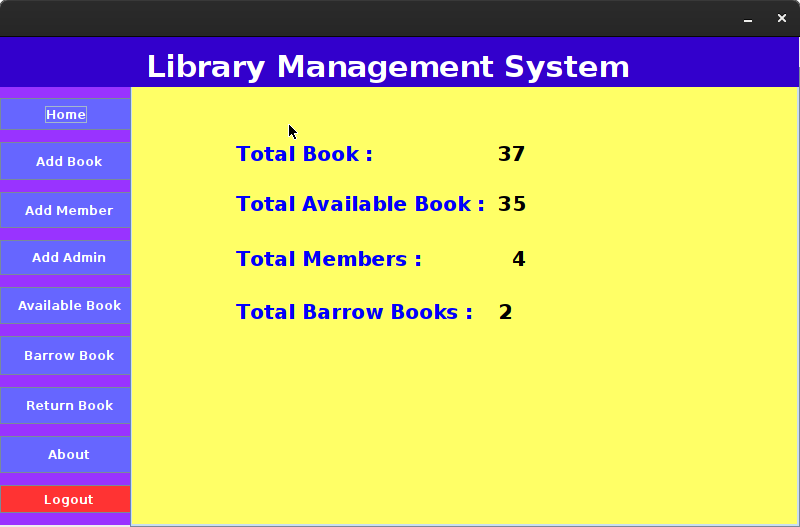 Library Management System
Home
Add Book
Add Member
Add Admin
Available Book
Barrow Book
Return Book
About
Logout
Total Book : 37
Total Available Book : 35
Total Members : 4
Total Barrow Books : 2